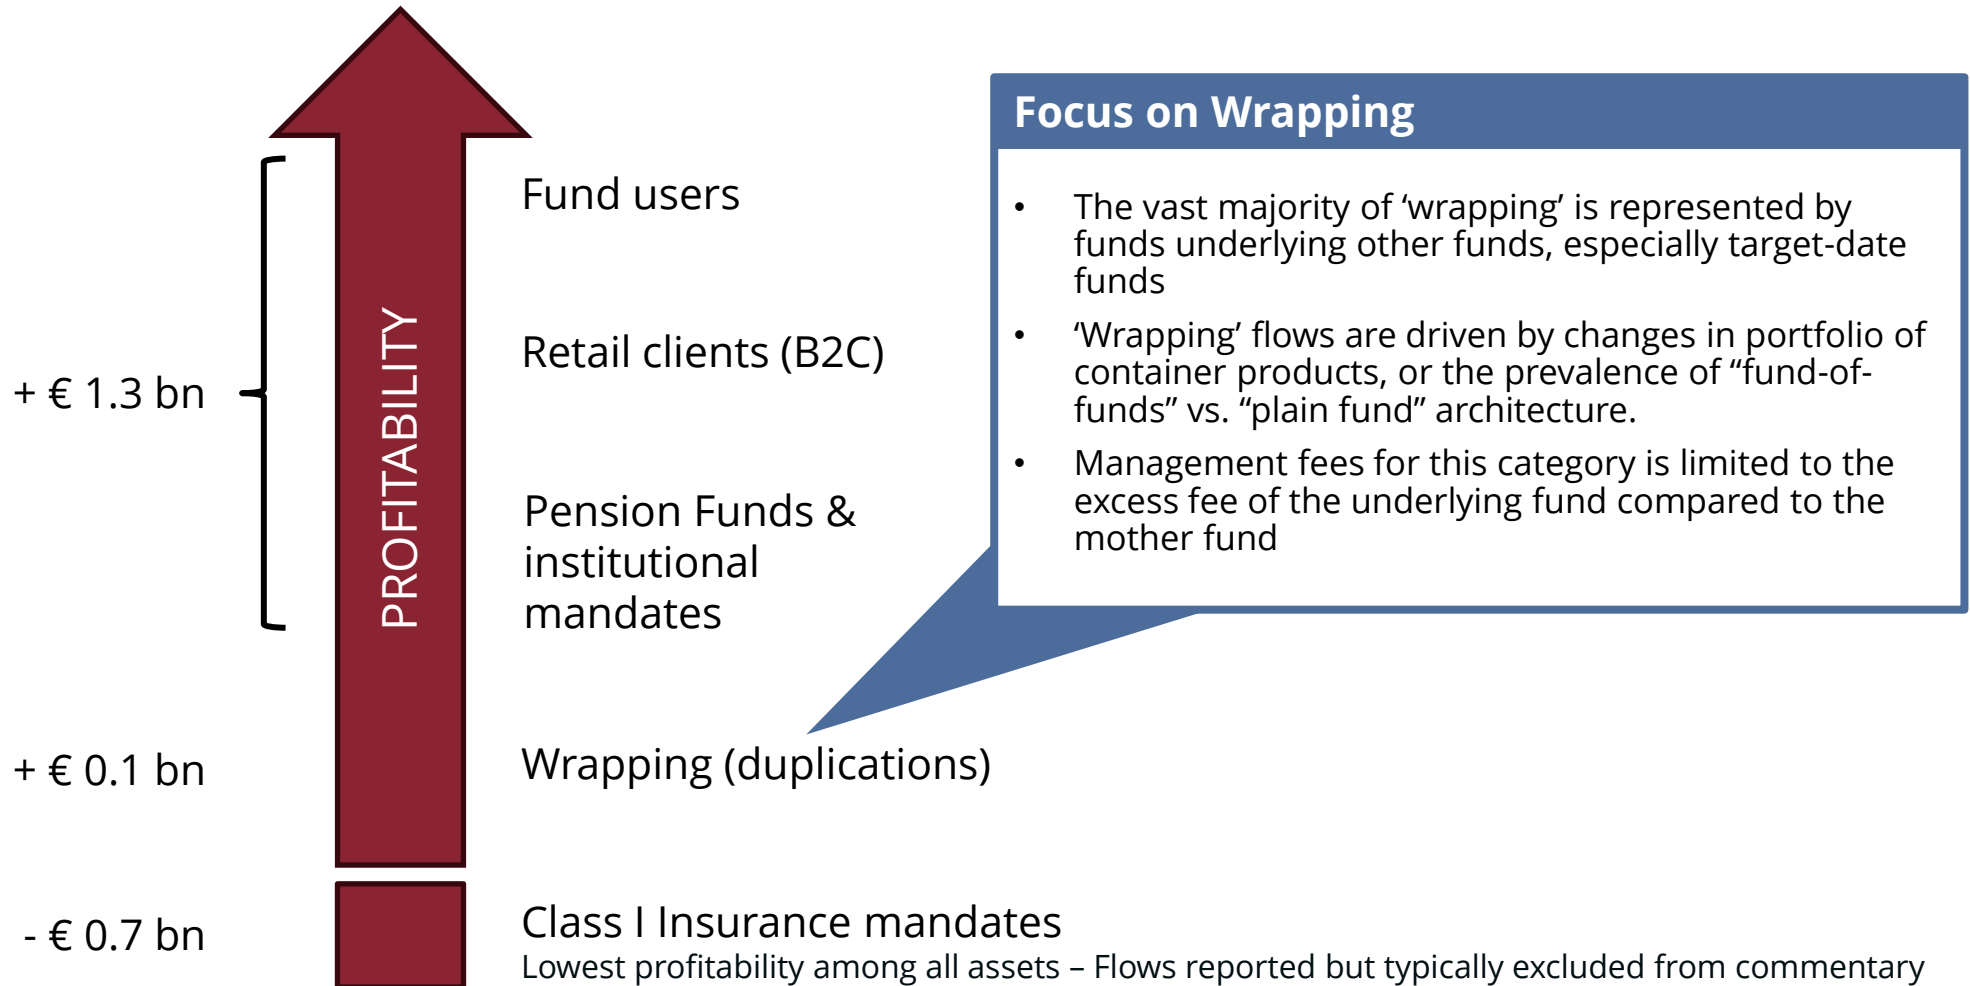 PROFITABILITY
+ € 1.3 bn
+ € 0.1 bn
- € 0.7 bn
Fund users
Retail clients (B2C)
Pension Funds &
institutional
mandates
Wrapping (duplications)
Class I Insurance mandates
Lowest profitability among all assets – Flows reported but typically excluded from commentary
Focus on Wrapping
• The vast majority of ‘wrapping’ is represented by
funds underlying other funds, especially target-date
funds
• ‘Wrapping’ flows are driven by changes in portfolio of
container products, or the prevalence of “fund-of-
funds” vs. “plain fund” architecture.
• Management fees for this category is limited to the
excess fee of the underlying fund compared to the
mother fund